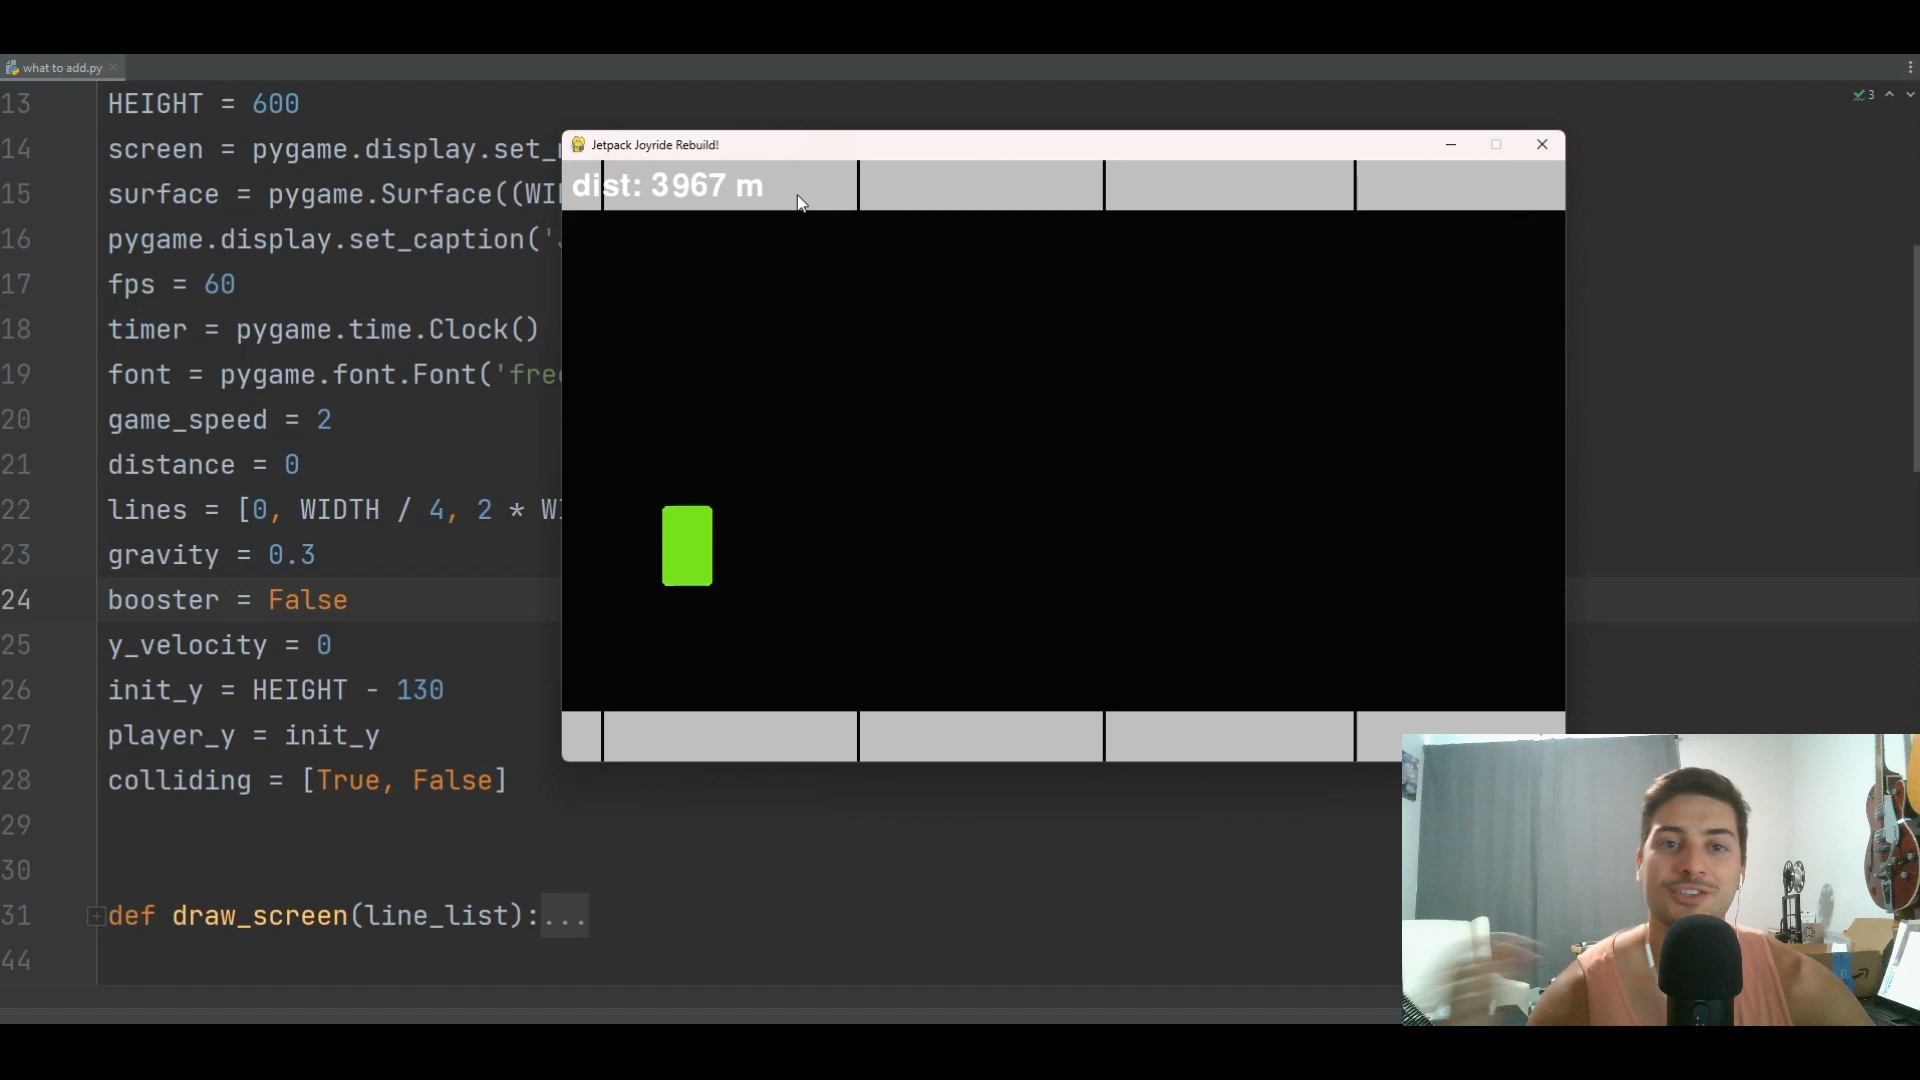 what to add.py
3
13 HEIGHT = 600
14 screen = pygame.display.set_
15 surface = pygame.Surface((WI
16 pygame.display.set_caption('
17 fps = 60
18 timer = pygame.time.Clock()
19 font = pygame.font.Font('free
20 game_speed = 2
21 distance = 0
22 lines = [0, WIDTH / 4, 2 * WI
23 gravity = 0.3
24 booster = False
25 y_velocity = 0
26 init_y = HEIGHT - 130
27 player_y = init_y
28 colliding = [True, False]
29
30
31 def draw_screen(line_list):...
44
Jetpack Joyride Rebuild!
dist: 3967 m